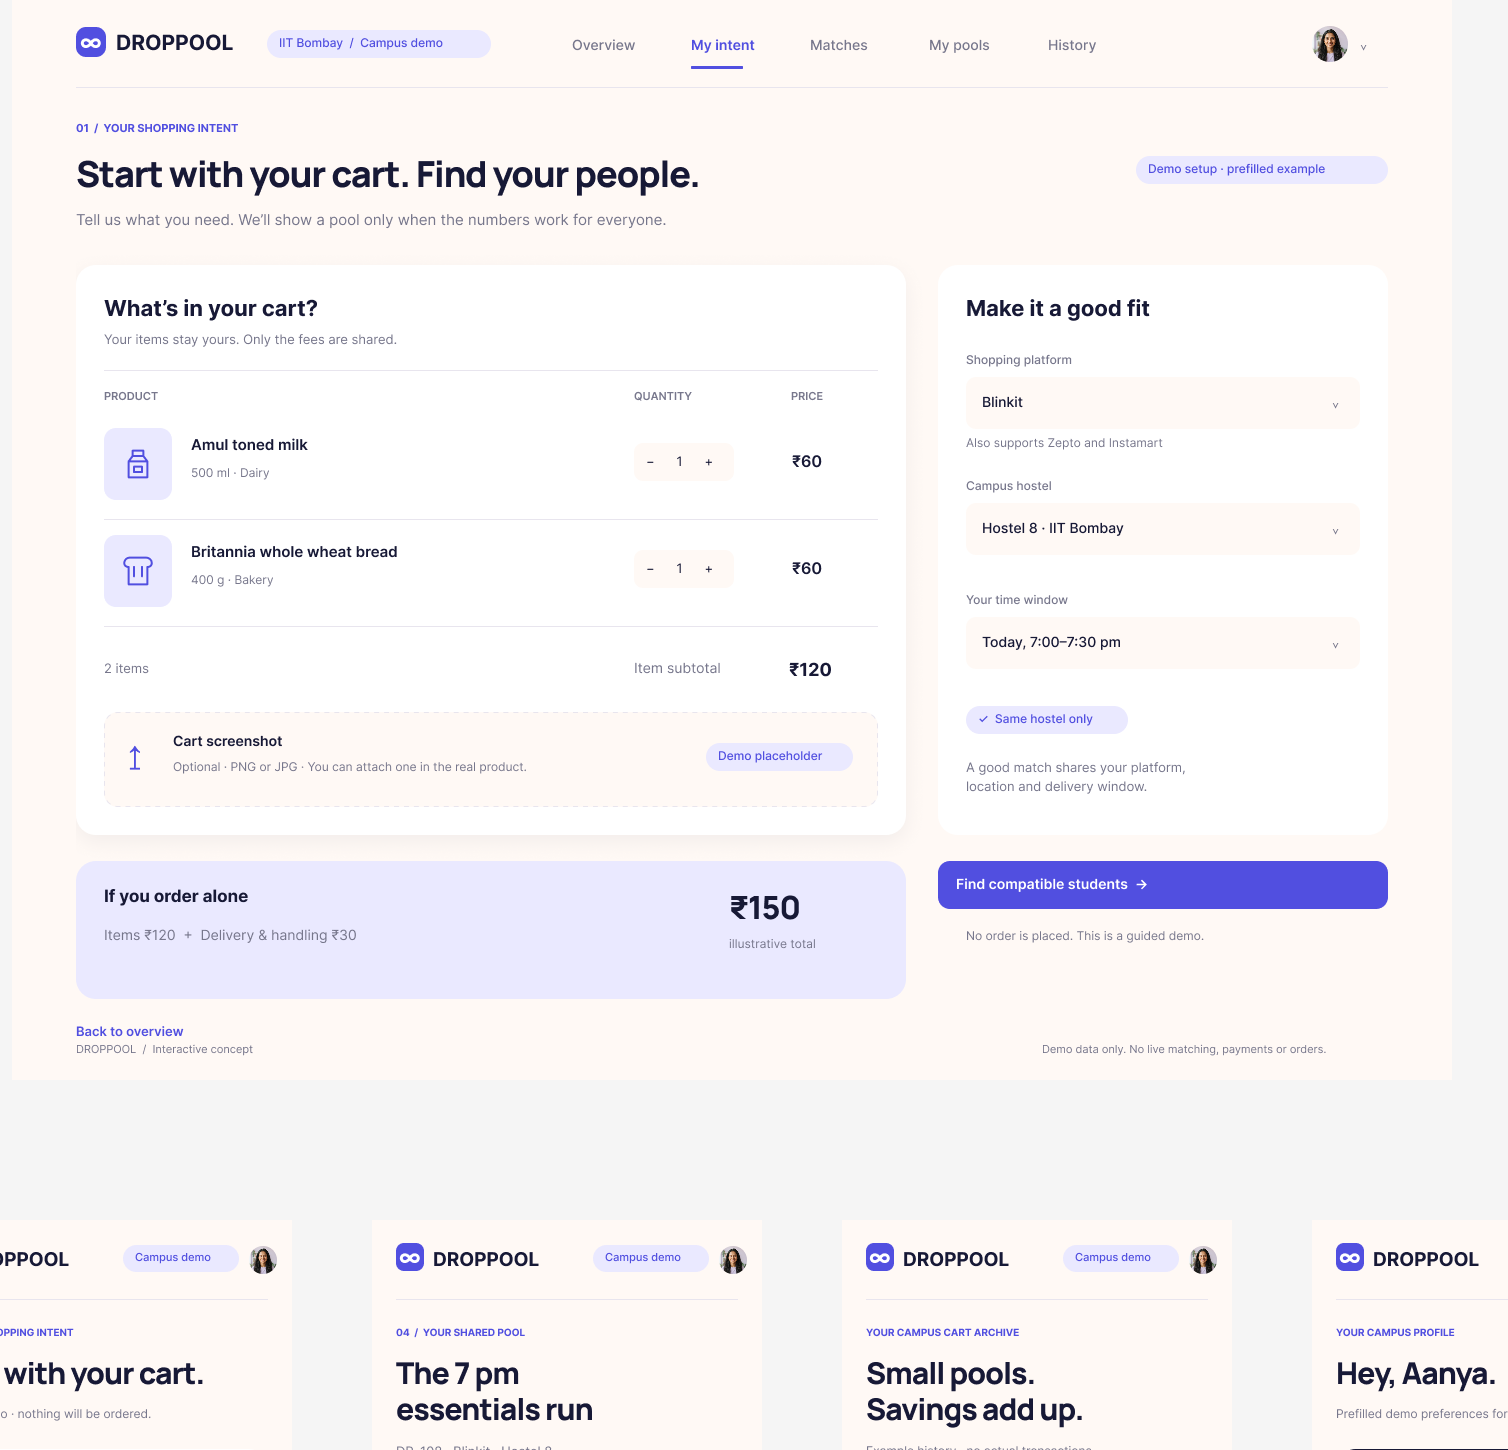 DROPPOOL
IIT Bombay / Campus demo
Overview
My intent
Matches
My pools
History
01 / YOUR SHOPPING INTENT
Start with your cart. Find your people.
Demo setup · prefilled example
Tell us what you need. We’ll show a pool only when the numbers work for everyone.
What’s in your cart?
Your items stay yours. Only the fees are shared.
PRODUCT QUANTITY PRICE
Amul toned milk
500 ml · Dairy
− 1 +
₹60
Britannia whole wheat bread
400 g · Bakery
− 1 +
₹60
2 items
Item subtotal
₹120
Cart screenshot
Optional · PNG or JPG · You can attach one in the real product.
Demo placeholder
Make it a good fit
Shopping platform
Blinkit
Also supports Zepto and Instamart
Campus hostel
Hostel 8 · IIT Bombay
Your time window
Today, 7:00–7:30 pm
✓ Same hostel only
A good match shares your platform,
location and delivery window.
If you order alone
Items ₹120 + Delivery & handling ₹30
₹150
illustrative total
Find compatible students →
No order is placed. This is a guided demo.
Back to overview
DROPPOOL / Interactive concept
Demo data only. No live matching, payments or orders.
PPOOL
Campus demo
PPING INTENT
with your cart.
· nothing will be ordered.
DROPPOOL
Campus demo
04 / YOUR SHARED POOL
The 7 pm
essentials run
DROPPOOL
Campus demo
YOUR CAMPUS CART ARCHIVE
Small pools.
Savings add up.
DROPPOOL
YOUR CAMPUS PROFILE
Hey, Aanya.
Prefilled demo preferences for